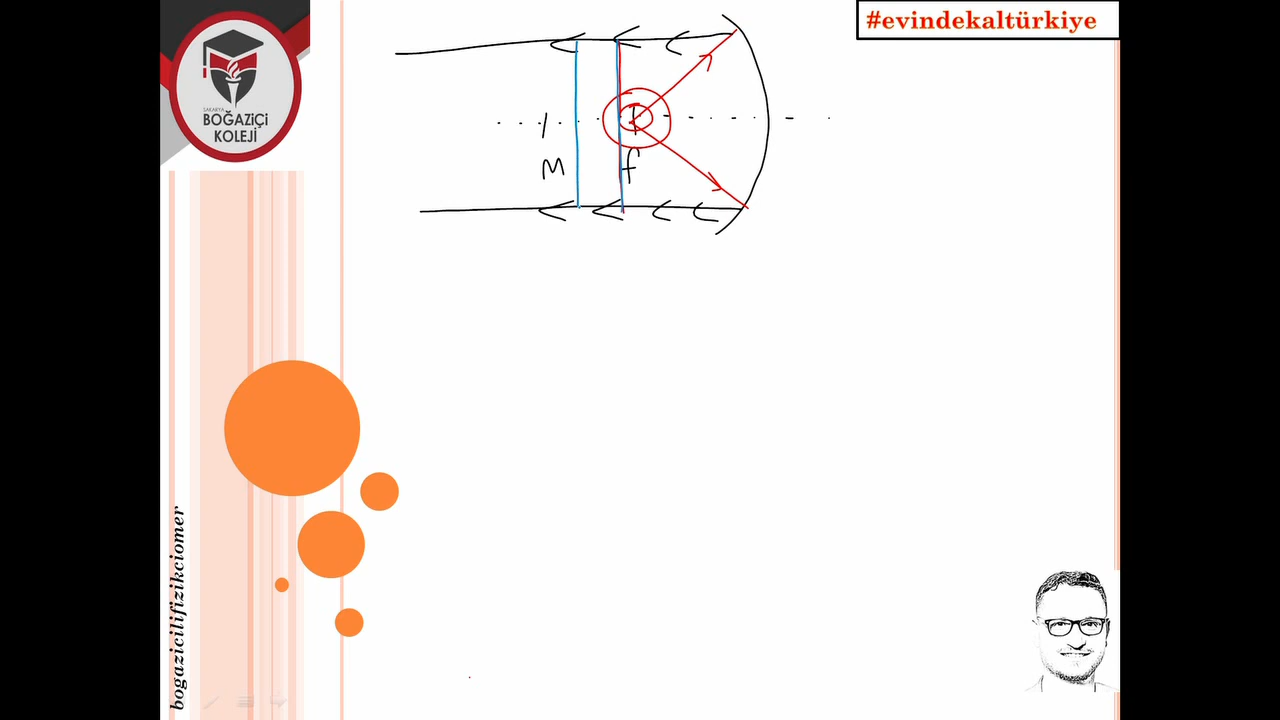 #evindekaltürkiye
SAKARYA
BOĞAZİÇİ
KOLEJİ
M
f
bogazicilifizikciomer